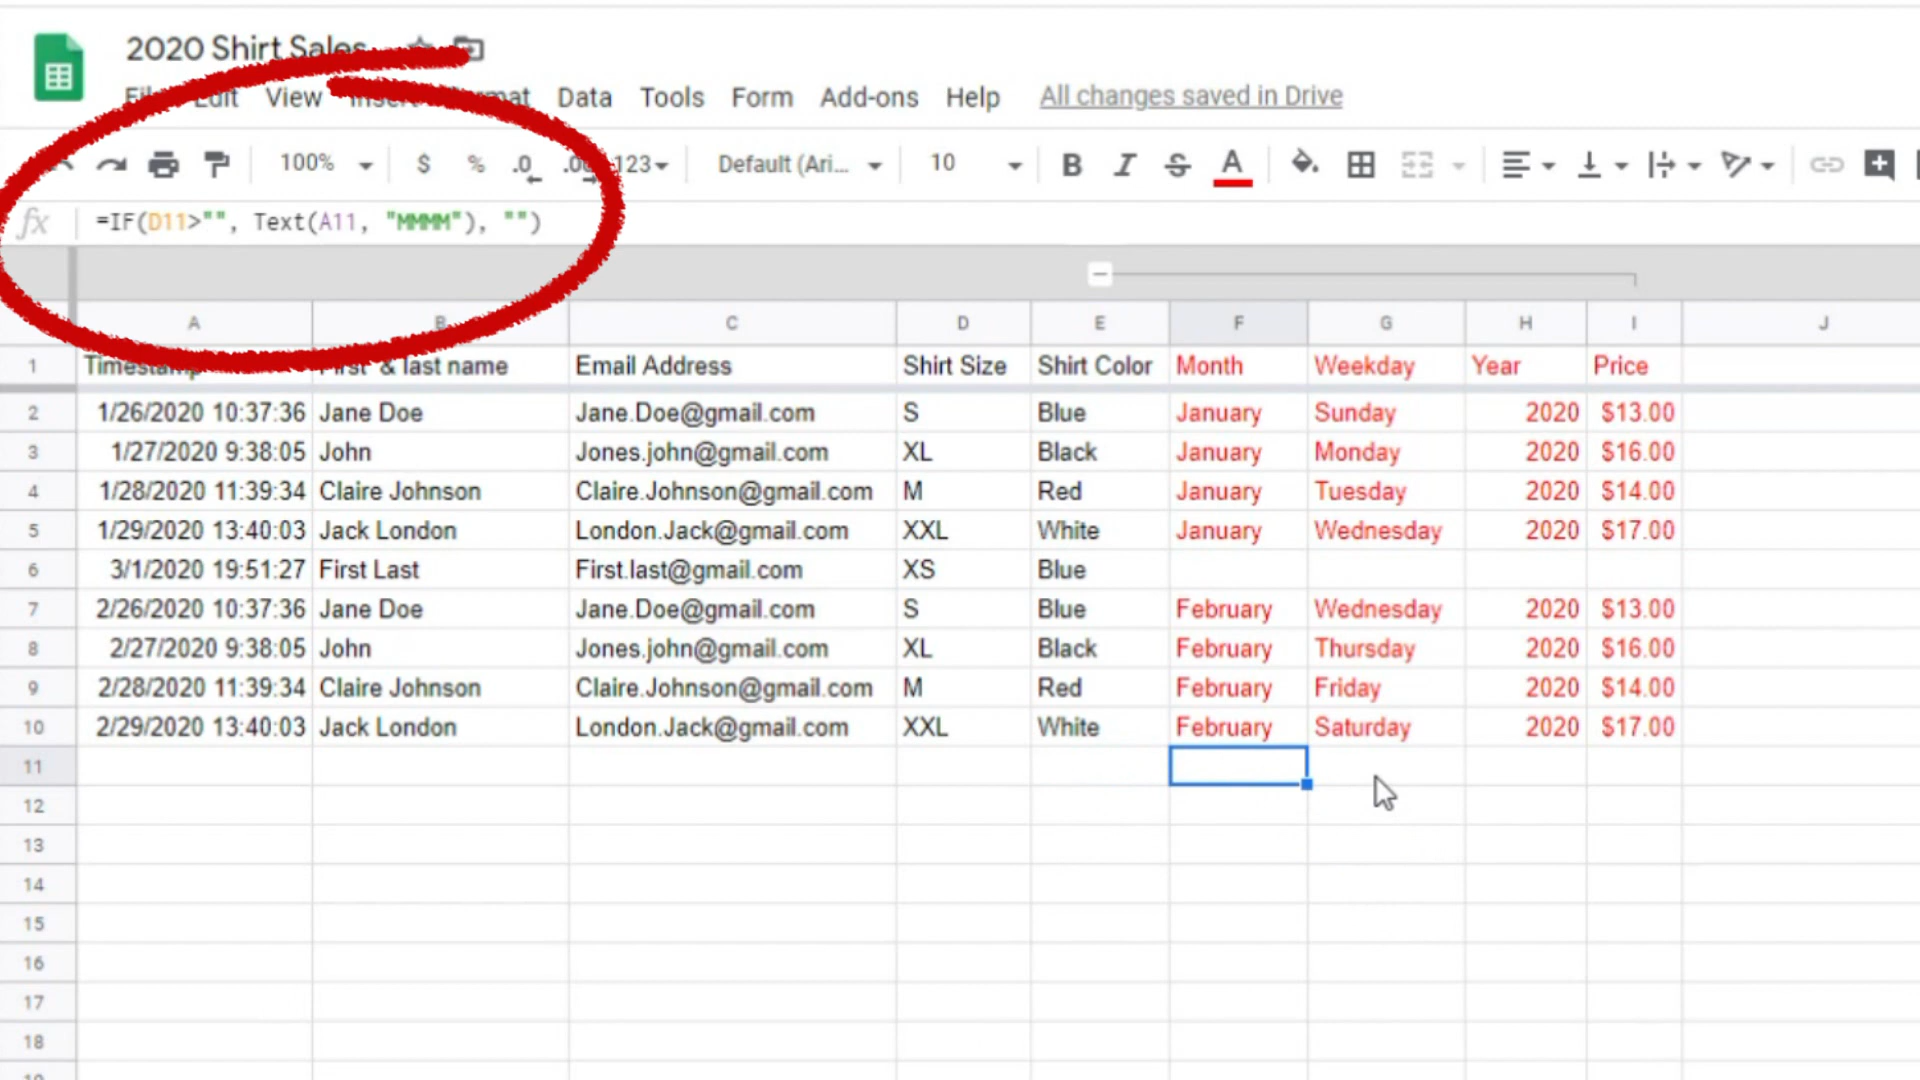 2020 Shirt Sales
File Edit View Insert Format Data Tools Form Add-ons Help All changes saved in Drive
100% $ % .0 .00 123 Default (Ari... 10 B I S A
fx =IF(D11>"", Text(A11, "MMMM"), "")
A B C D E F G H I J
1 Timestamp First & last name Email Address Shirt Size Shirt Color Month Weekday Year Price
2 1/26/2020 10:37:36 Jane Doe Jane.Doe@gmail.com S Blue January Sunday 2020 $13.00
3 1/27/2020 9:38:05 John Jones.john@gmail.com XL Black January Monday 2020 $16.00
4 1/28/2020 11:39:34 Claire Johnson Claire.Johnson@gmail.com M Red January Tuesday 2020 $14.00
5 1/29/2020 13:40:03 Jack London London.Jack@gmail.com XXL White January Wednesday 2020 $17.00
6 3/1/2020 19:51:27 First Last First.last@gmail.com XS Blue
7 2/26/2020 10:37:36 Jane Doe Jane.Doe@gmail.com S Blue February Wednesday 2020 $13.00
8 2/27/2020 9:38:05 John Jones.john@gmail.com XL Black February Thursday 2020 $16.00
9 2/28/2020 11:39:34 Claire Johnson Claire.Johnson@gmail.com M Red February Friday 2020 $14.00
10 2/29/2020 13:40:03 Jack London London.Jack@gmail.com XXL White February Saturday 2020 $17.00
11
12
13
14
15
16
17
18
19